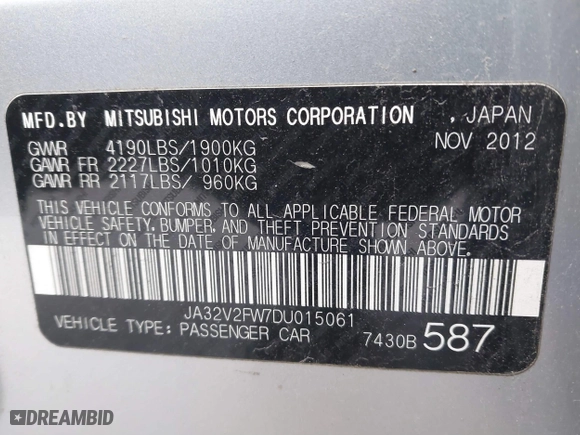 MFD.BY MITSUBISHI MOTORS CORPORATION , JAPAN
GVWR 4190LBS/1900KG NOV 2012
GAWR FR 2227LBS/1010KG
GAWR RR 2117LBS/ 960KG
THIS VEHICLE CONFORMS TO ALL APPLICABLE FEDERAL MOTOR
VEHICLE SAFETY, BUMPER, AND THEFT PREVENTION STANDARDS
IN EFFECT ON THE DATE OF MANUFACTURE SHOWN ABOVE.
JA32V2FW7DU015061
VEHICLE TYPE: PASSENGER CAR 7430B 587
DREAMBID